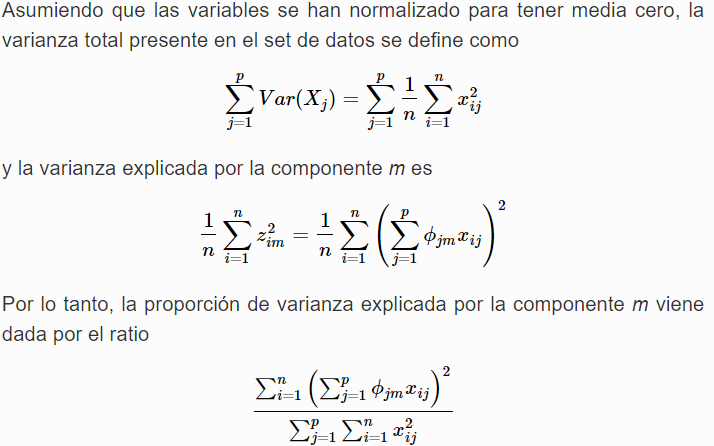 Asumiendo que las variables se han normalizado para tener media cero, la
varianza total presente en el set de datos se define como
\sum_{j=1}^{p} Var(X_j) = \sum_{j=1}^{p} \frac{1}{n} \sum_{i=1}^{n} x_{ij}^2
y la varianza explicada por la componente m es
\frac{1}{n} \sum_{i=1}^{n} z_{im}^2 = \frac{1}{n} \sum_{i=1}^{n} \left( \sum_{j=1}^{p} \phi_{jm} x_{ij} \right)^2
Por lo tanto, la proporción de varianza explicada por la componente m viene
dada por el ratio
\frac{\sum_{i=1}^{n} \left( \sum_{j=1}^{p} \phi_{jm} x_{ij} \right)^2}{\sum_{j=1}^{p} \sum_{i=1}^{n} x_{ij}^2}